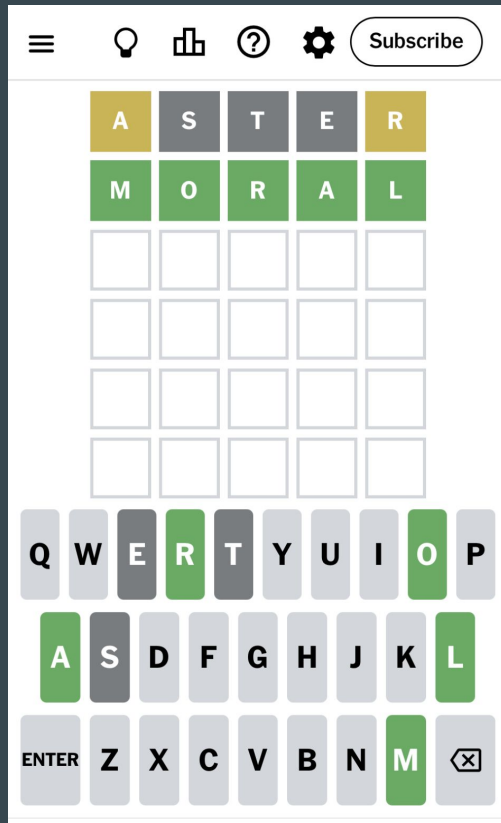 Subscribe
A S T E R
M O R A L
Q W E R T Y U I O P
A S D F G H J K L
ENTER Z X C V B N M